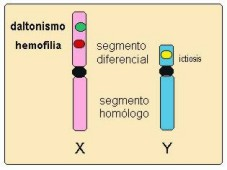 daltonismo
hemofilia
segmento
diferencial
ictiosis
segmento
homólogo
X
Y